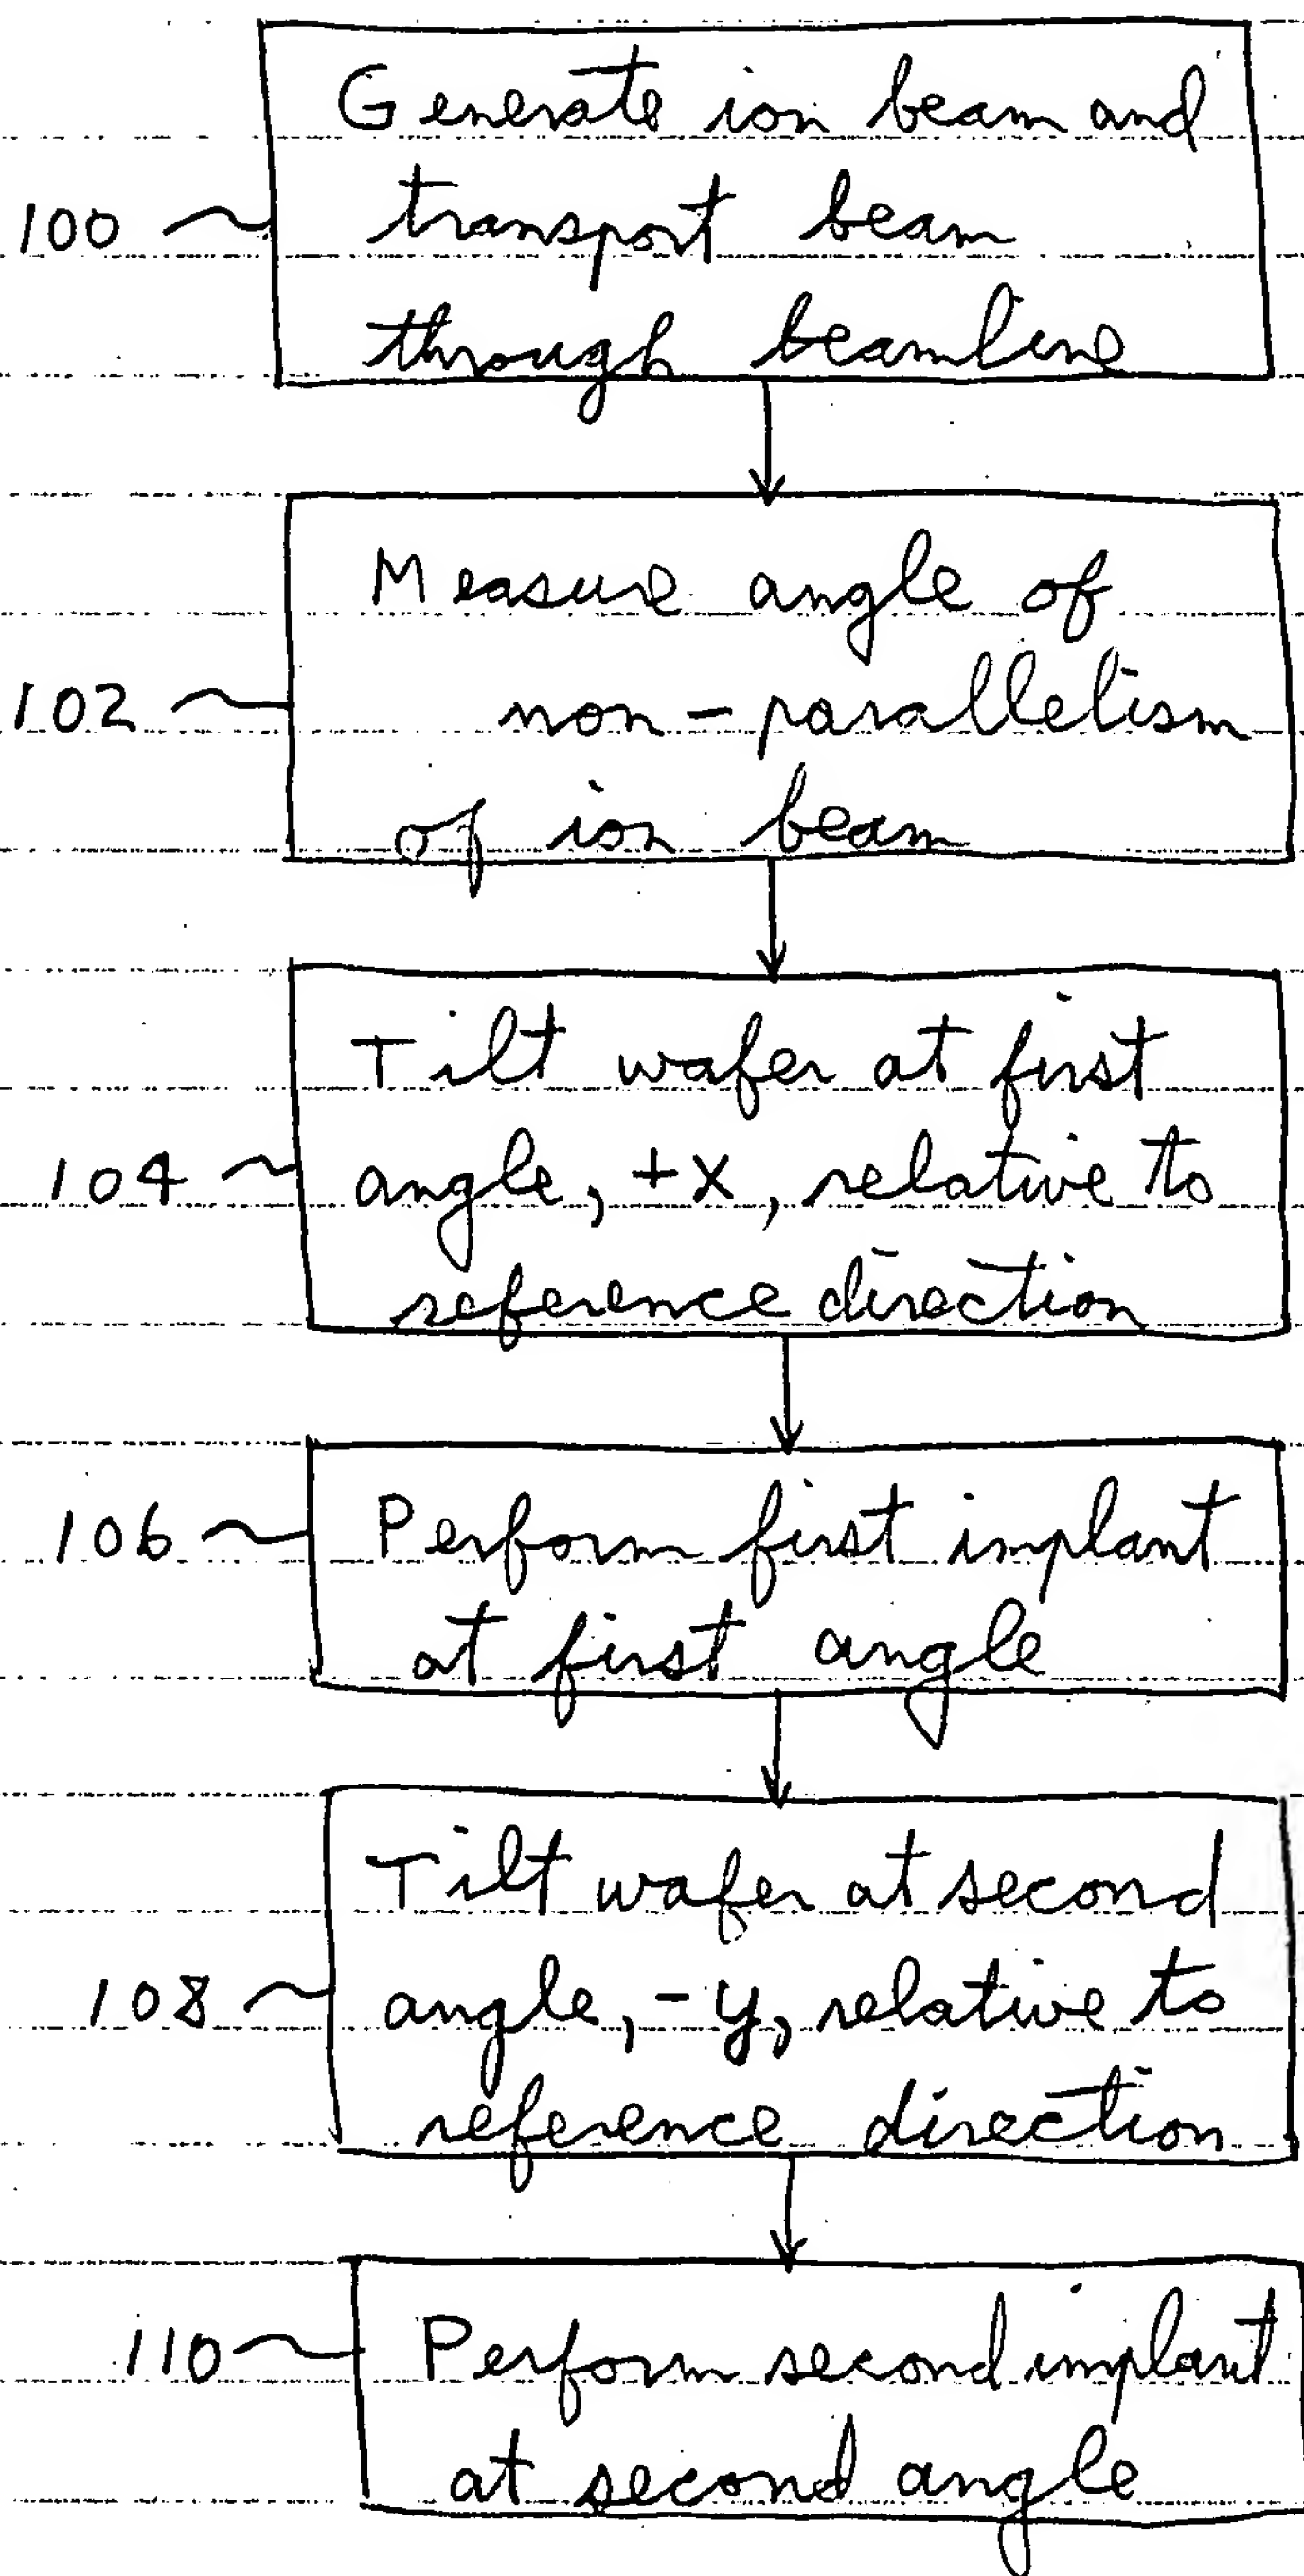 Generate ion beam and
100 transport beam
through beamline
Measure angle of
102 non-parallelism
of ion beam
Tilt wafer at first
104 angle, +x, relative to
reference direction
106 Perform first implant
at first angle
Tilt wafer at second
108 angle, -y, relative to
reference direction
110 Perform second implant
at second angle